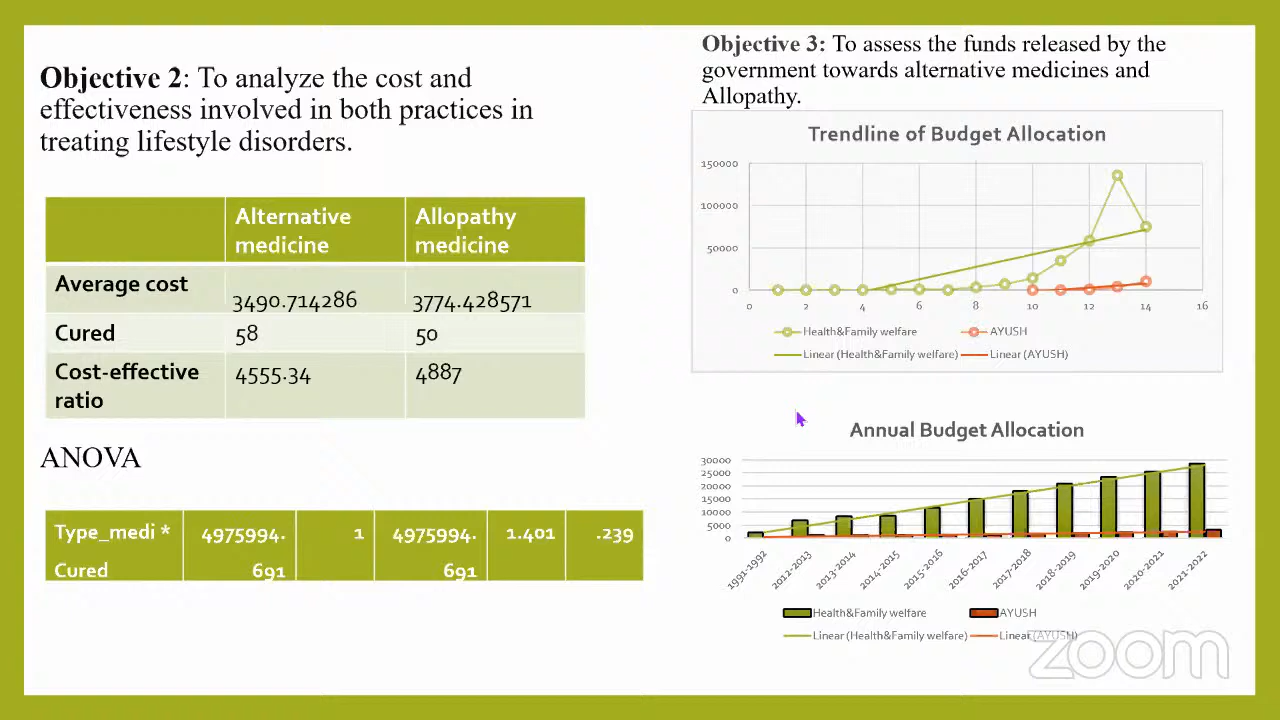 Objective 2: To analyze the cost and
effectiveness involved in both practices in
treating lifestyle disorders.
Alternative medicine Allopathy medicine
Average cost 3490.714286 3774.428571
Cured 58 50
Cost-effective ratio 4555.34 4887
ANOVA
Type_medi * 4975994. 1 4975994. 1.401 .239
Cured 691 691
Objective 3: To assess the funds released by the
government towards alternative medicines and
Allopathy.
Trendline of Budget Allocation
150000
100000
50000
0
0 2 4 6 8 10 12 14 16
Health&Family welfare AYUSH
Linear (Health&Family welfare) Linear (AYUSH)
Annual Budget Allocation
30000
25000
20000
15000
10000
5000
0
1991-1992 2012-2013 2013-2014 2014-2015 2015-2016 2016-2017 2017-2018 2018-2019 2019-2020 2020-2021 2021-2022
Health&Family welfare AYUSH
Linear (Health&Family welfare) Linear (AYUSH)
zoom